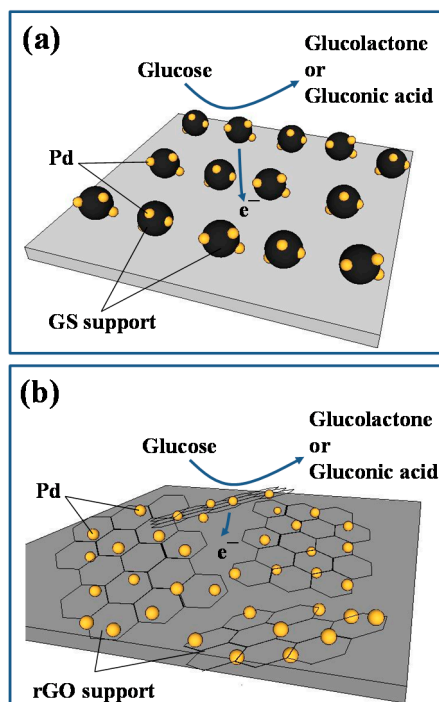 (a)
Glucolactone
or
Gluconic acid
Glucose
Pd
e−
GS support
(b)
Glucolactone
or
Gluconic acid
Glucose
Pd
e−
rGO support